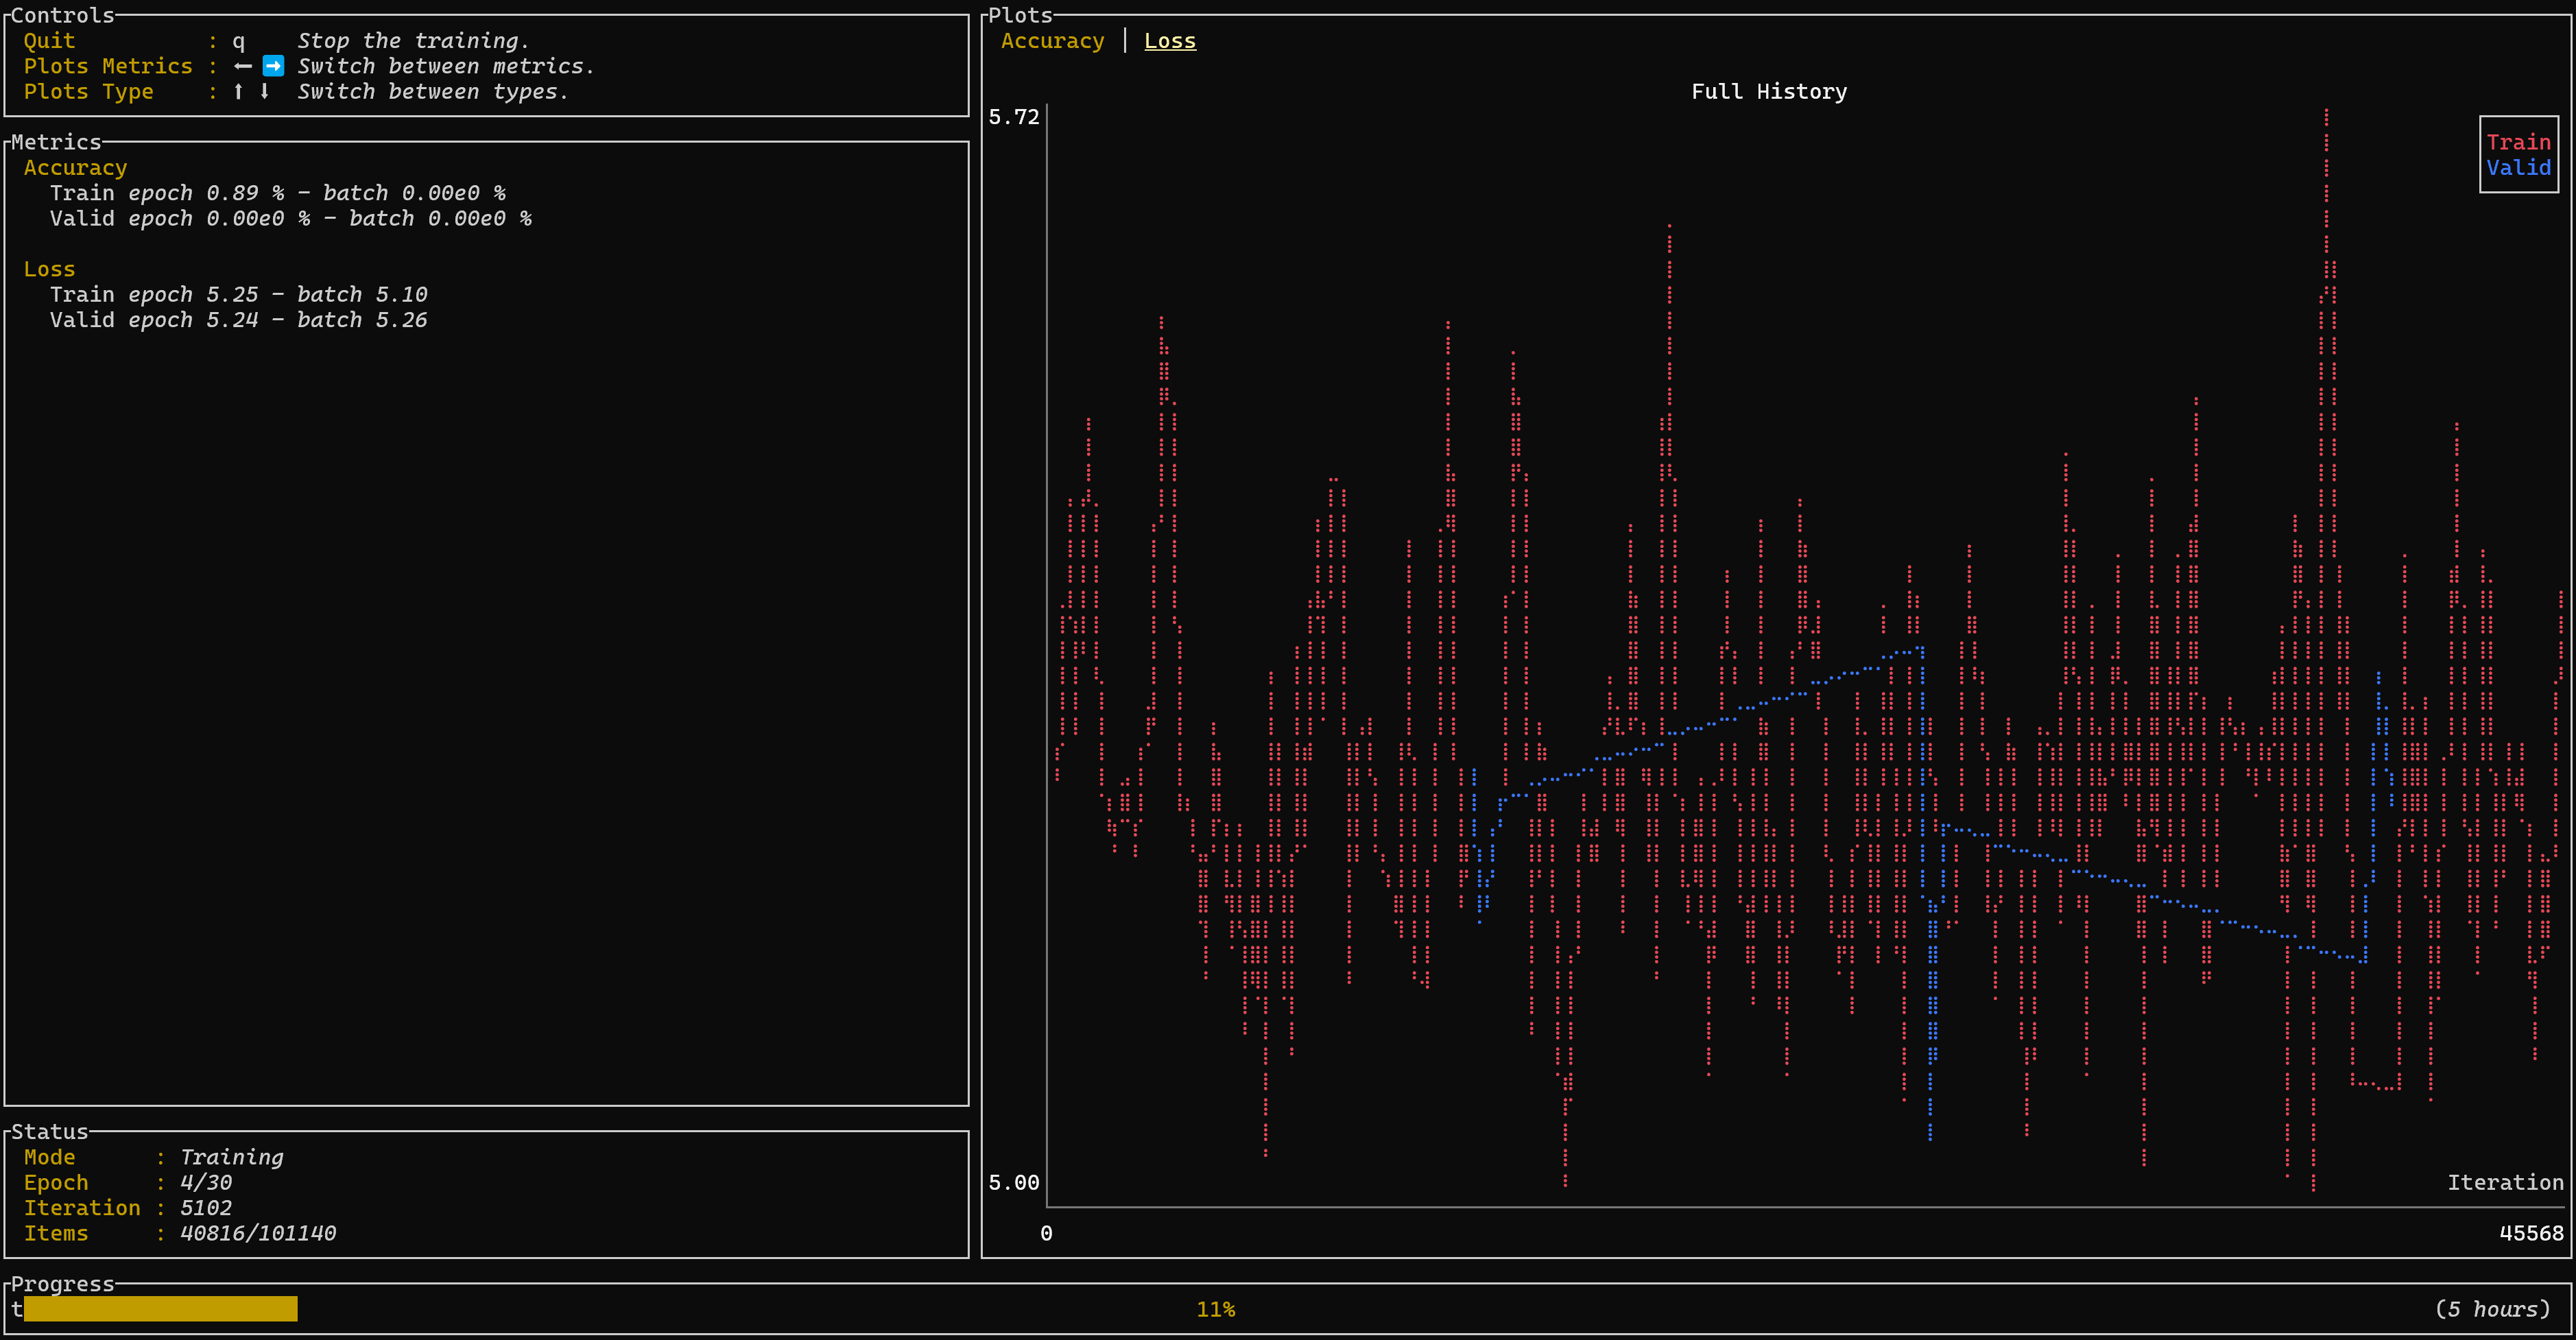 Controls
Quit : q Stop the training.
Plots Metrics : ← ➡ Switch between metrics.
Plots Type : ↑ ↓ Switch between types.
Metrics
Accuracy
Train epoch 0.89 % - batch 0.00e0 %
Valid epoch 0.00e0 % - batch 0.00e0 %
Loss
Train epoch 5.25 - batch 5.10
Valid epoch 5.24 - batch 5.26
Status
Mode : Training
Epoch : 4/30
Iteration : 5102
Items : 40816/101140
Plots
Accuracy | Loss
Full History
5.72
Train
Valid
5.00
Iteration
0 45568
Progress
t 11% (5 hours)